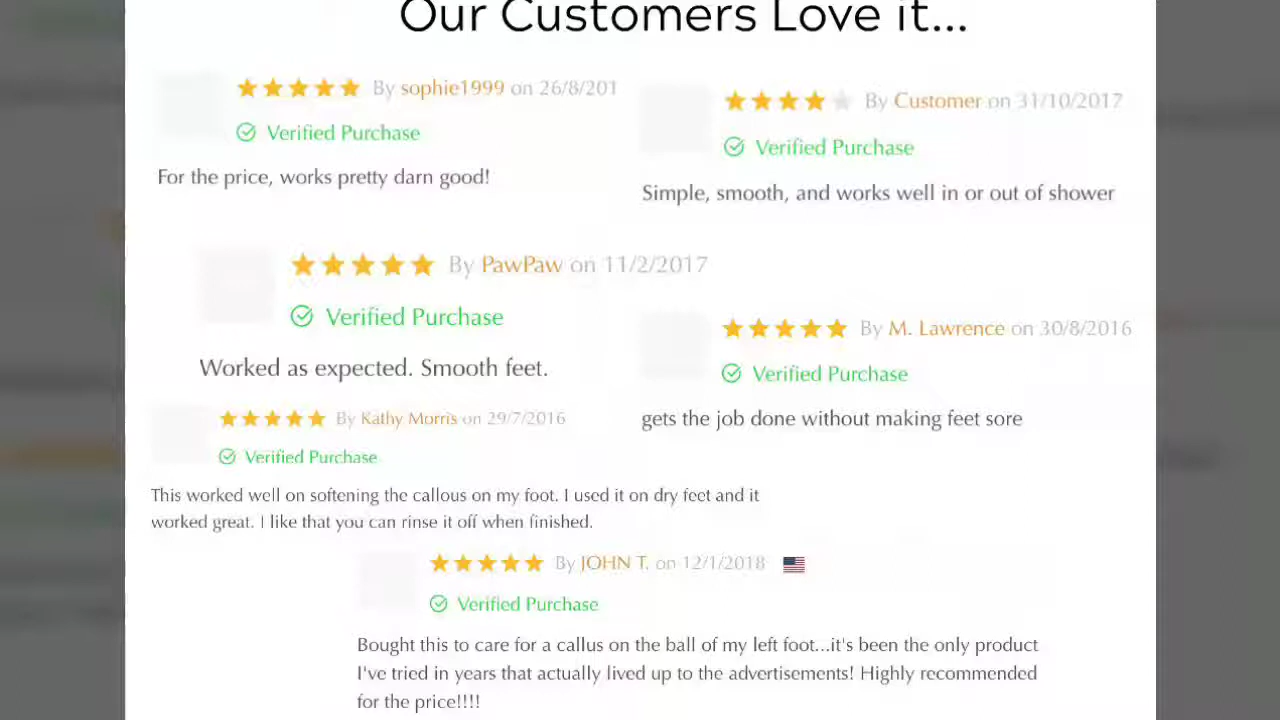 Our Customers Love it...
By sophie1999 on 26/8/201
Verified Purchase
For the price, works pretty darn good!
By Customer on 31/10/2017
Verified Purchase
Simple, smooth, and works well in or out of shower
By PawPaw on 11/2/2017
Verified Purchase
Worked as expected. Smooth feet.
By M. Lawrence on 30/8/2016
Verified Purchase
gets the job done without making feet sore
By Kathy Morris on 29/7/2016
Verified Purchase
This worked well on softening the callous on my foot. I used it on dry feet and it
worked great. I like that you can rinse it off when finished.
By JOHN T. on 12/1/2018
Verified Purchase
Bought this to care for a callus on the ball of my left foot...it's been the only product
I've tried in years that actually lived up to the advertisements! Highly recommended
for the price!!!!